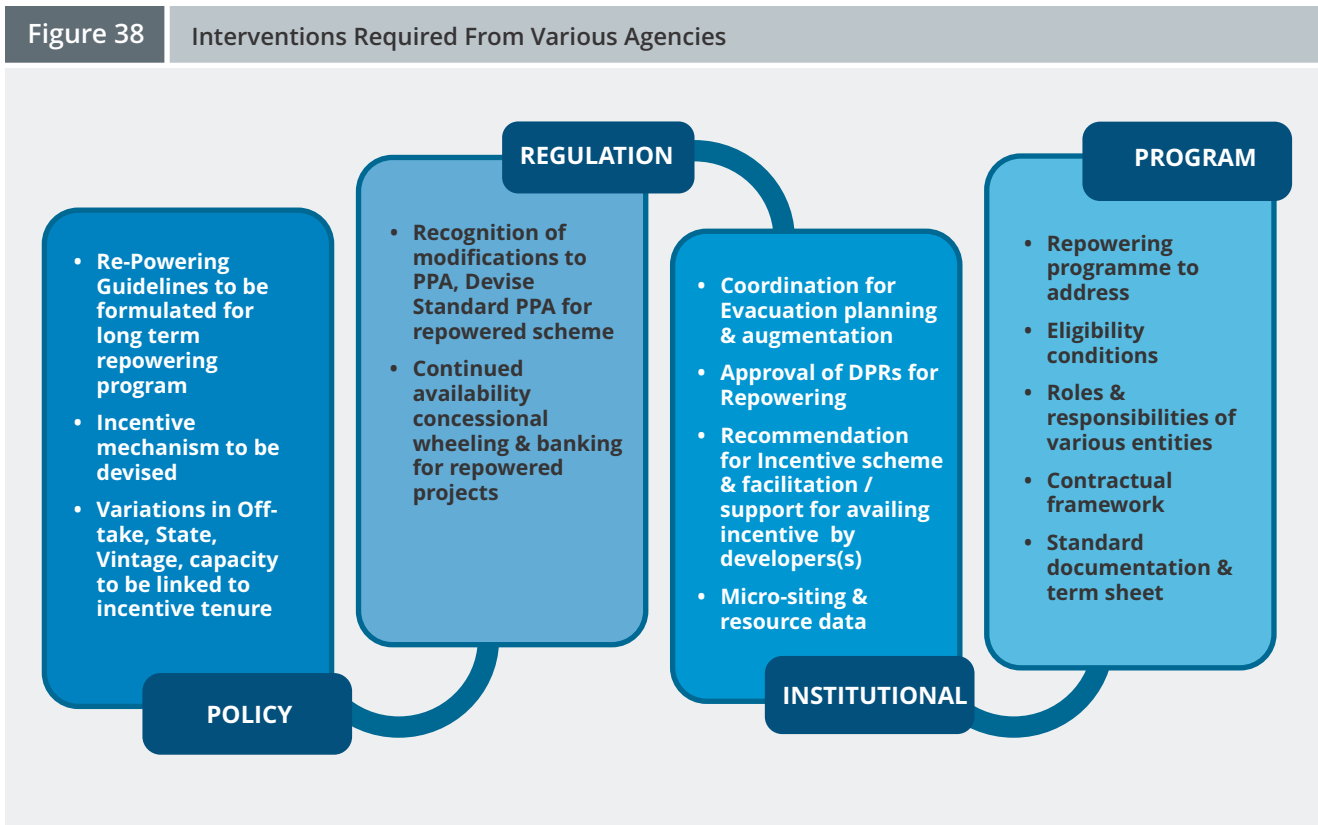 Figure 38
Interventions Required From Various Agencies
• Re-Powering
Guidelines to be
formulated for
long term
repowering
program
• Incentive
mechanism to be
devised
• Variations in Off-
take, State,
Vintage, capacity
to be linked to
incentive tenure
POLICY
REGULATION
• Recognition of
modifications to
PPA, Devise
Standard PPA for
repowered scheme
• Continued
availability
concessional
wheeling & banking
for repowered
projects
• Coordination for
Evacuation planning
& augmentation
• Approval of DPRs for
Repowering
• Recommendation
for Incentive scheme
& facilitation /
support for availing
incentive by
developers(s)
• Micro-siting &
resource data
INSTITUTIONAL
PROGRAM
• Repowering
programme to
address
• Eligibility
conditions
• Roles &
responsibilities of
various entities
• Contractual
framework
• Standard
documentation &
term sheet